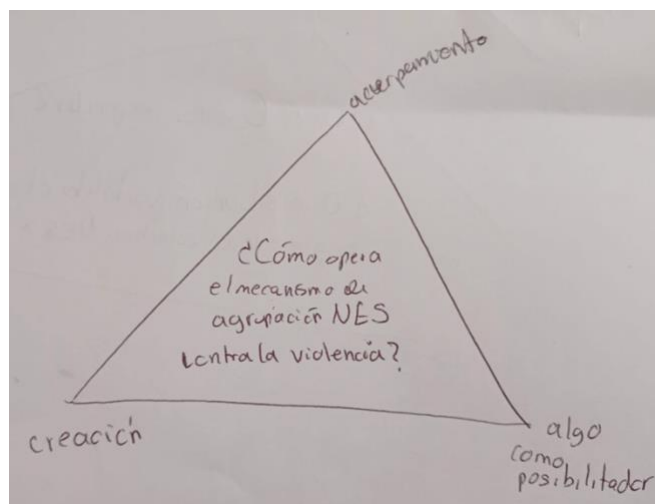 acuerpamiento
¿Cómo opera
el mecanismo de
agrupación NES
contra la violencia?
creación
algo
como
posibilitador